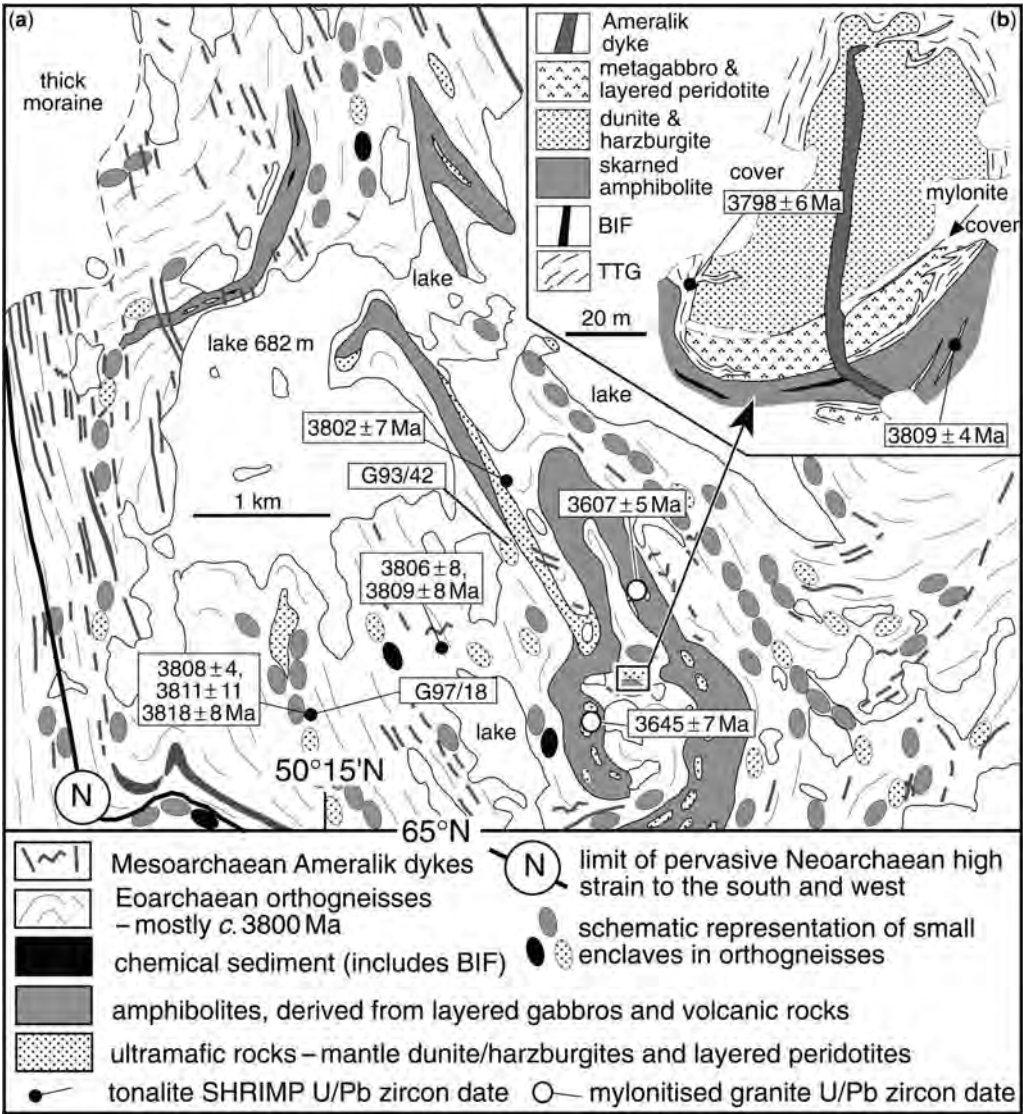 (a)
thick
moraine
lake
lake 682 m
3802 ± 7 Ma
G93/42
1 km
3806 ± 8,
3809 ± 8 Ma
3808 ± 4,
3811 ± 11
3818 ± 8 Ma
G97/18
lake
3607 ± 5 Ma
3645 ± 7 Ma
lake
N
50°15'N
65°N
(b)
Ameralik
dyke
metagabbro &
layered peridotite
dunite &
harzburgite
skarned
amphibolite
BIF
TTG
20 m
cover
3798 ± 6 Ma
mylonite
cover
3809 ± 4 Ma
Mesoarchaean Ameralik dykes
Eoarchaean orthogneisses
– mostly c. 3800 Ma
chemical sediment (includes BIF)
N
limit of pervasive Neoarchaean high
strain to the south and west
schematic representation of small
enclaves in orthogneisses
amphibolites, derived from layered gabbros and volcanic rocks
ultramafic rocks – mantle dunite/harzburgites and layered peridotites
tonalite SHRIMP U/Pb zircon date
mylonitised granite U/Pb zircon date